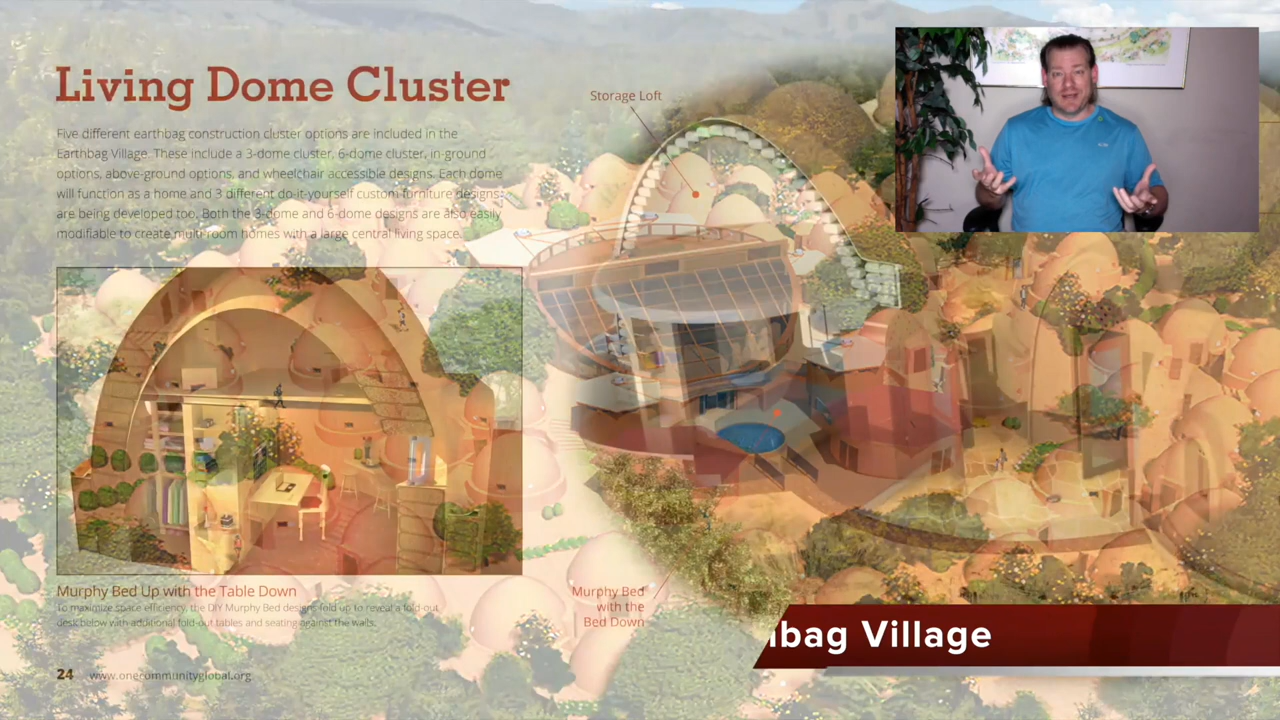 Living Dome Cluster
Five different earthbag construction cluster options are included in the
Earthbag Village. These include a 3-dome cluster, 6-dome cluster, in-ground
options, above-ground options, and wheelchair accessible designs. Each dome
will function as a home and 3 different do-it-yourself custom furniture designs
are being developed too. Both the 3-dome and 6-dome designs are also easily
modifiable to create multi-room homes with a large central living space.
Storage Loft
Murphy Bed Up with the Table Down
To maximize space efficiency, the DIY Murphy Bed designs fold up to reveal a fold-out
desk below with additional fold-out tables and seating against the walls.
Murphy Bed
with the
Bed Down
bag Village
24 www.onecommunityglobal.org